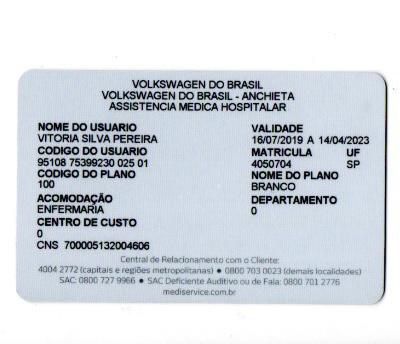 VOLKSWAGEN DO BRASIL
VOLKSWAGEN DO BRASIL - ANCHIETA
ASSISTENCIA MEDICA HOSPITALAR
NOME DO USUARIO VALIDADE
VITORIA SILVA PEREIRA 16/07/2019 A 14/04/2023
CODIGO DO USUARIO MATRICULA UF
95108 75399230 025 01 4050704 SP
CODIGO DO PLANO NOME DO PLANO
100 BRANCO
ACOMODAÇÃO DEPARTAMENTO
ENFERMARIA 0
CENTRO DE CUSTO
0
CNS 700005132004606
Central de Relacionamento com o Cliente:
4004 2772 (capitais e regiões metropolitanas) • 0800 703 0023 (demais localidades)
SAC: 0800 727 9966 • SAC Deficiente Auditivo ou de Fala: 0800 701 2776
mediservice.com.br